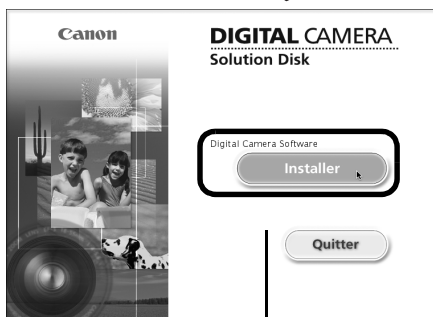 Canon
DIGITAL CAMERA
Solution Disk
Digital Camera Software
Installer
Quitter